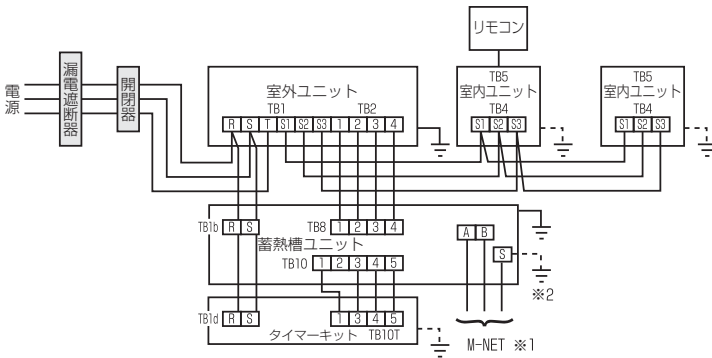 リモコン
電源
漏電遮断器
開閉器
室外ユニット
TB1 TB2
R S T S1 S2 S3 1 2 3 4
TB5
室内ユニット
TB4
S1 S2 S3
TB5
室内ユニット
TB4
S1 S2 S3
TB1b R S
TB8 1 2 3 4
蓄熱槽ユニット
TB10 1 2 3 4 5
A B
S
※2
TB1d R S
1 3 4 5
タイマーキット TB10T
M-NET ※1